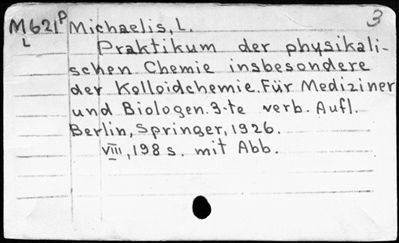 3
M621P Michaelis, L.
L Praktikum der physikali-
schen Chemie insbesondere
der Kolloidchemie. Für Mediziner
und Biologen. 3-te verb. Aufl.
Berlin, Springer, 1926.
VIII, 198 s. mit Abb.